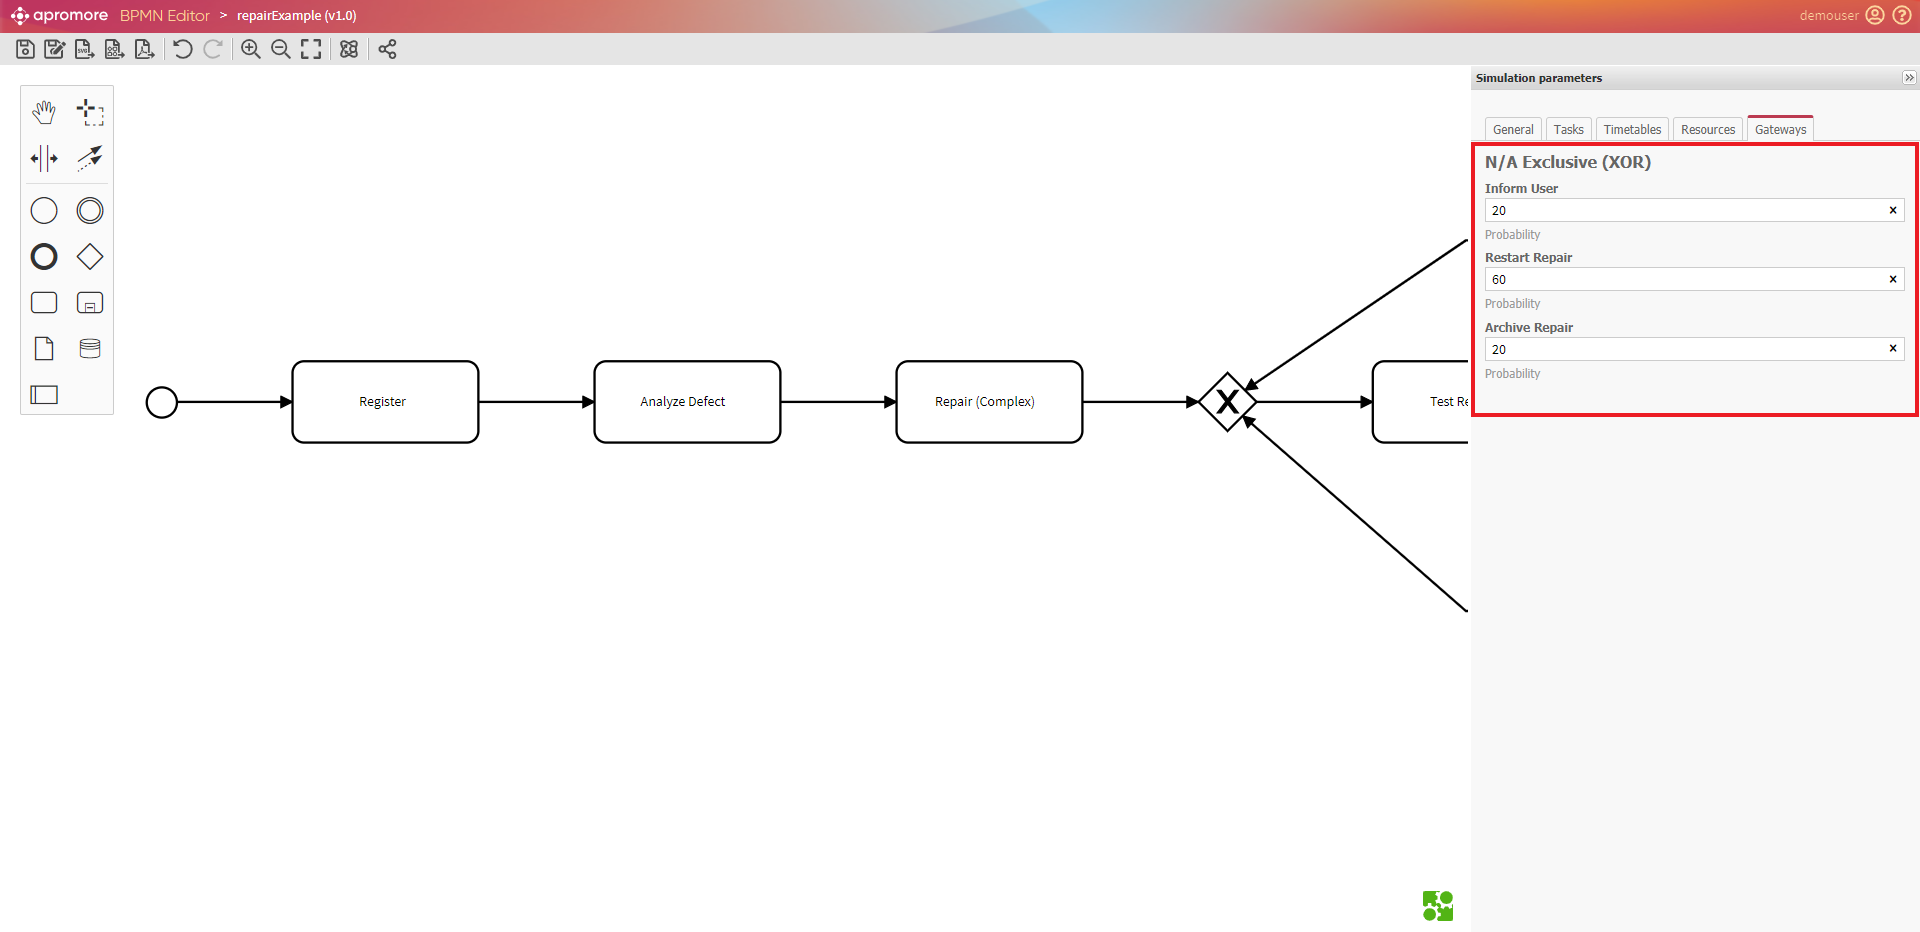 apromore BPMN Editor > repairExample (v1.0)
demouser
SVG
Simulation parameters
General Tasks Timetables Resources Gateways
N/A Exclusive (XOR)
Inform User
20
Probability
Restart Repair
60
Probability
Archive Repair
20
Probability
Register
Analyze Defect
Repair (Complex)
X
Test Re